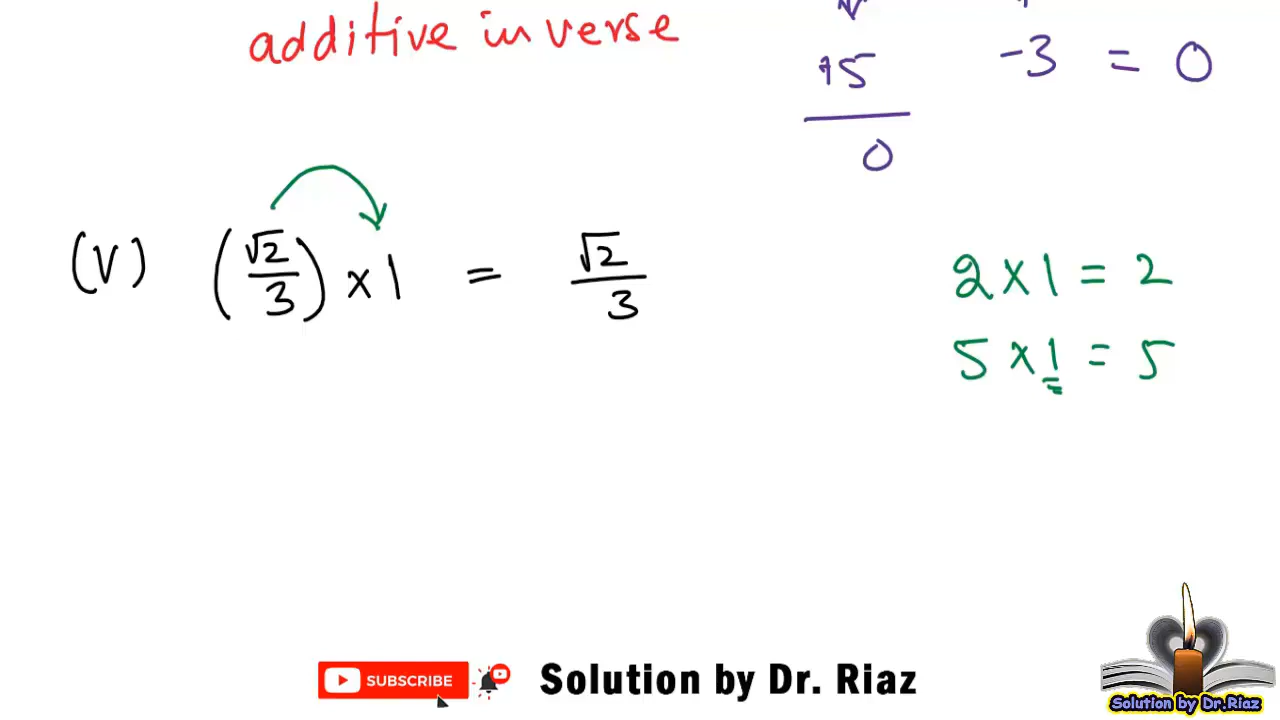 additive inverse
+5 -3 = 0
0
(V) (√2/3) × 1 = √2/3
2 × 1 = 2
5 × 1 = 5
SUBSCRIBE
Solution by Dr. Riaz
Solution by Dr.Riaz